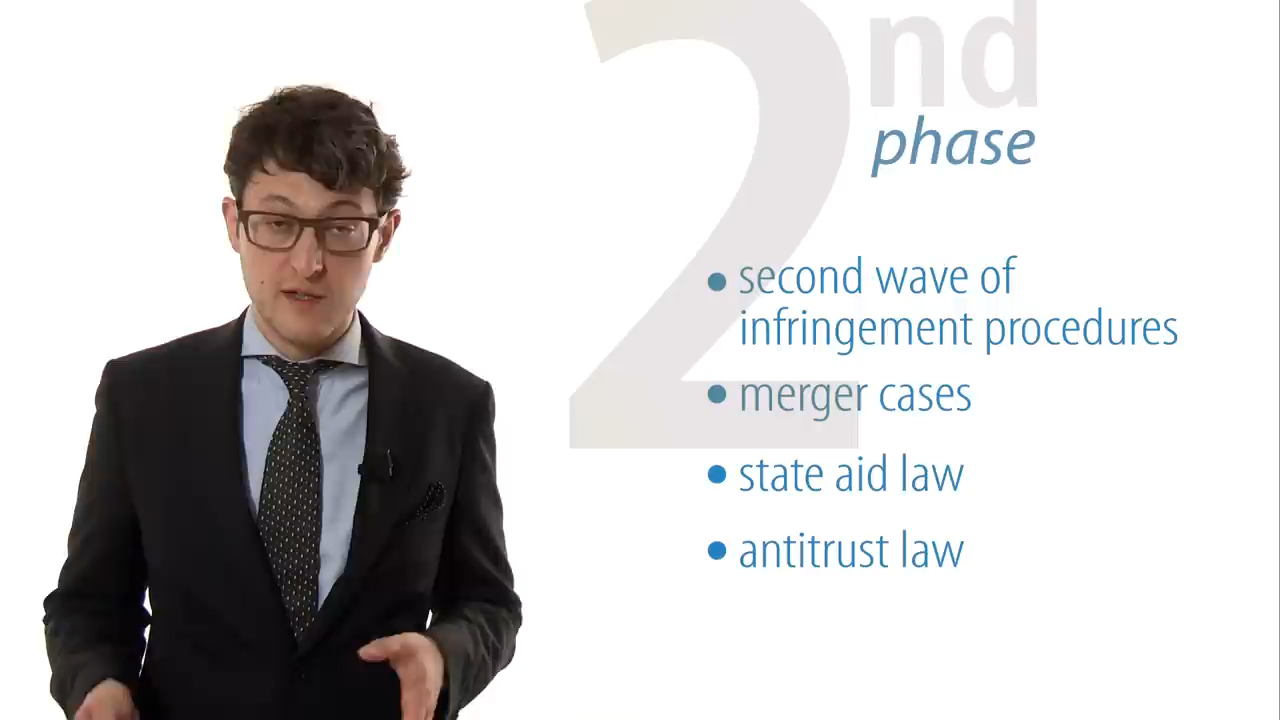 2nd
phase
• second wave of
infringement procedures
• merger cases
• state aid law
• antitrust law